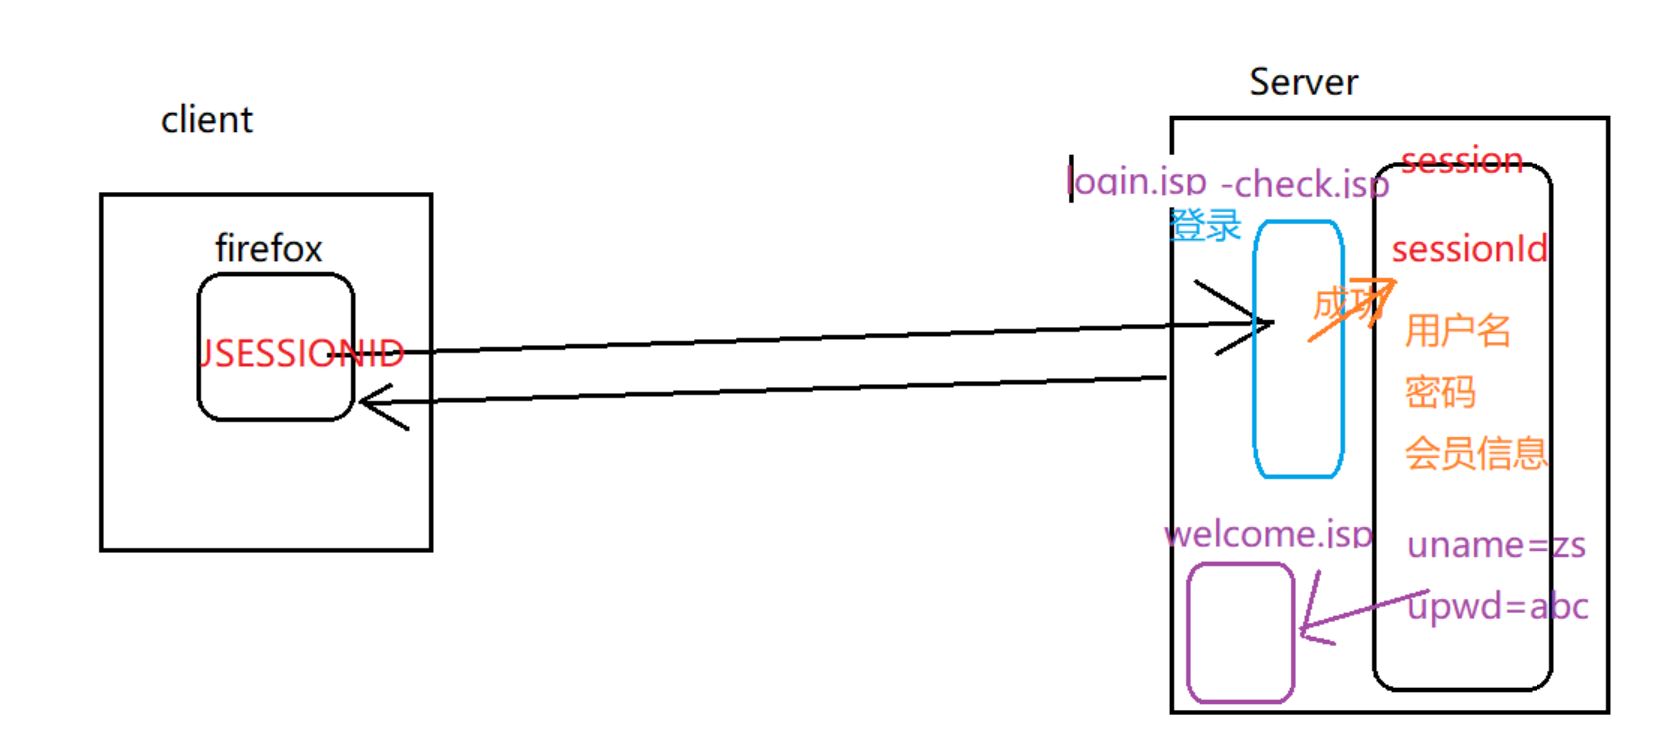 client
firefox
JSESSIONID
Server
login.jsp -check.jsp
登录
成功
session
sessionId
用户名
密码
会员信息
uname=zs
upwd=abc
welcome.jsp